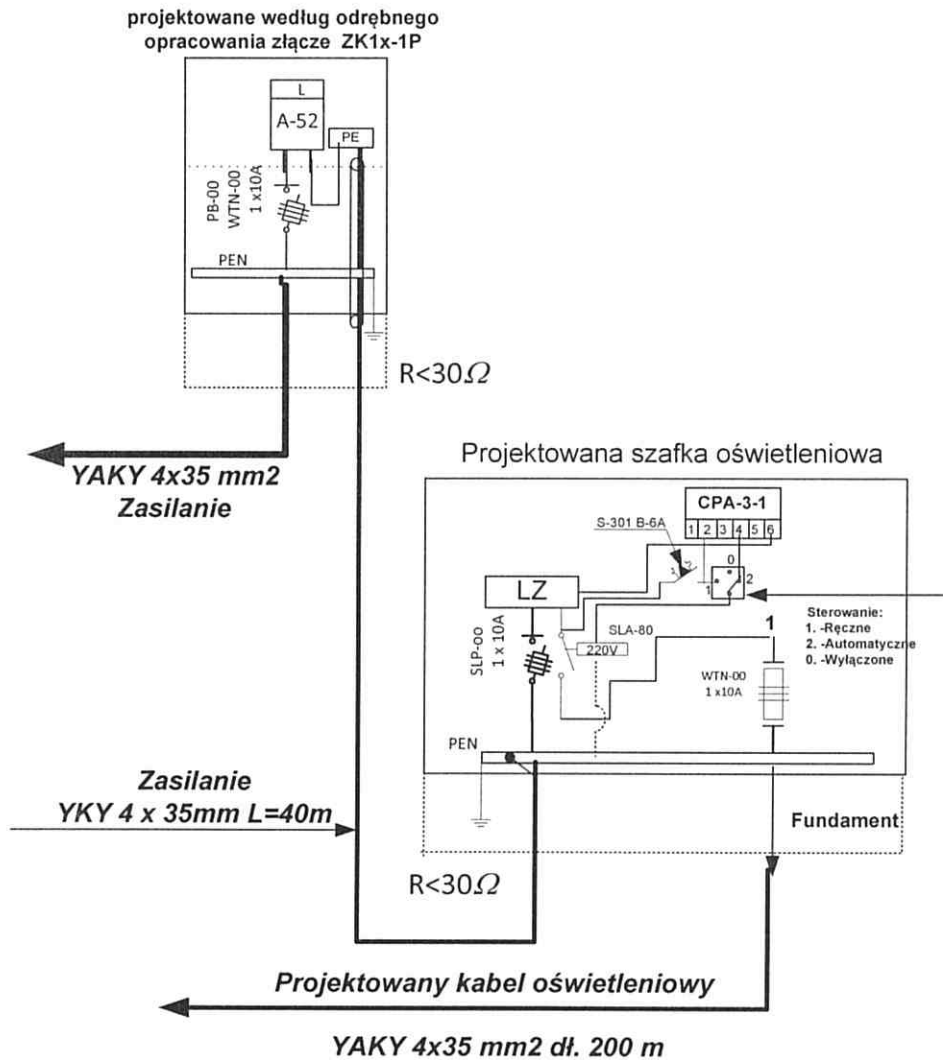 projektowane według odrębnego
opracowania złącze ZK1x-1P
L
A-52
PE
PB-00
WTN-00
1 x10A
PEN
R<30Ω
YAKY 4x35 mm2
Zasilanie
Projektowana szafka oświetleniowa
CPA-3-1
1 2 3 4 5 6
S-301 B-6A
1 2
0
1
2
LZ
SLP-oo
1 x 10A
SLA-80
220V
Sterowanie:
1. -Ręczne
2. -Automatyczne
0. -Wyłączone
1
WTN-00
1 x10A
PEN
Zasilanie
YKY 4 x 35mm L=40m
Fundament
R<30Ω
Projektowany kabel oświetleniowy
YAKY 4x35 mm2 dł. 200 m